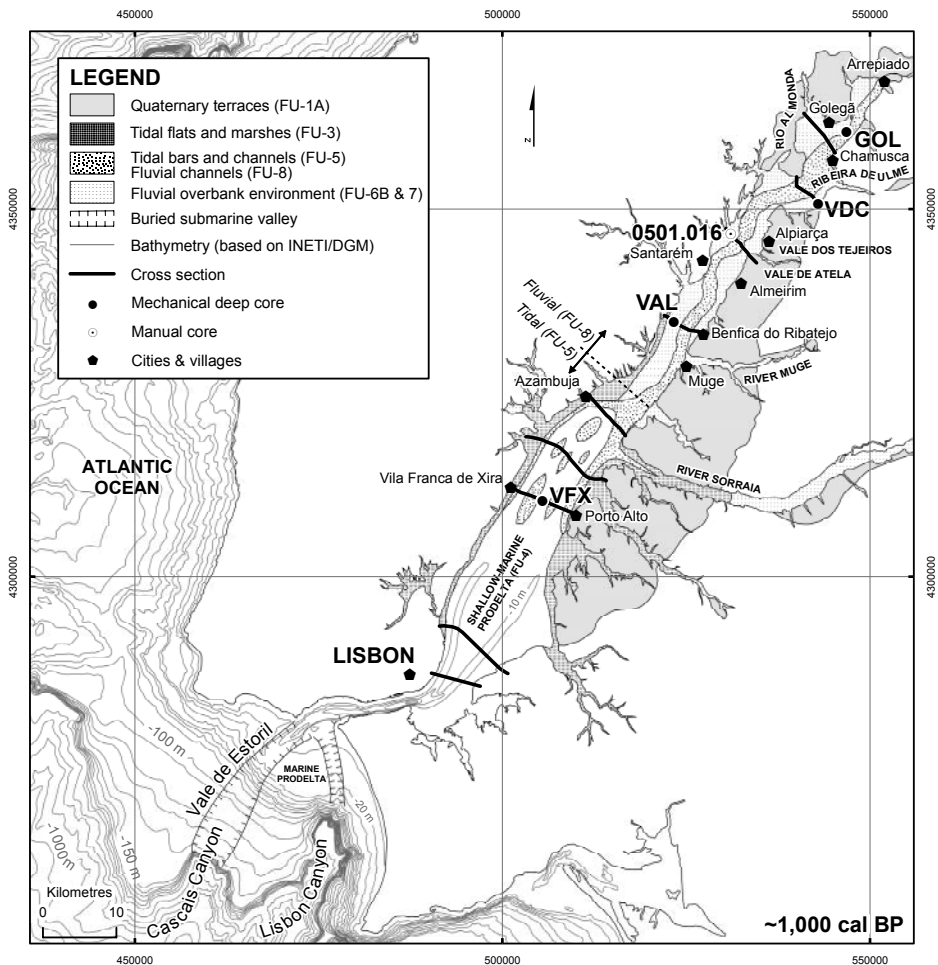 450000
500000
550000
LEGEND
Quaternary terraces (FU-1A)
Tidal flats and marshes (FU-3)
Tidal bars and channels (FU-5)
Fluvial channels (FU-8)
Fluvial overbank environment (FU-6B & 7)
Buried submarine valley
Bathymetry (based on INETI/DGM)
Cross section
Mechanical deep core
Manual core
Cities & villages
z
Arrepiado
RIO ALMONDA
Golegã
GOL
Chamusca
RIBEIRA DE ULME
4350000
4350000
VDC
0501.016
Alpiarça
Santarém
VALE DOS TEJEIROS
VALE DE ATELA
Almeirim
VAL
Fluvial (FU-8)
Tidal (FU-5)
Benfica do Ribatejo
RIVER MUGE
Azambuja
Muge
ATLANTIC
OCEAN
RIVER SORRAIA
Vila Franca de Xira
VFX
Porto Alto
4300000
4300000
SHALLOW-MARINE
PRODELTA (FU-4)
-10 m
LISBON
-100 m
Vale de Estoril
MARINE
PRODELTA
-20 m
-1000m
-150 m
Cascais Canyon
Lisbon Canyon
Kilometres
0 10
~1,000 cal BP
450000
500000
550000